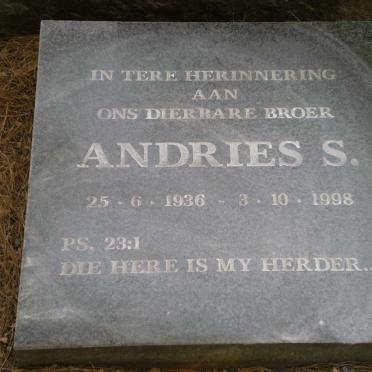 IN TERE HERINNERING
AAN
ONS DIERBARE BROER
ANDRIES S.
25 · 6 · 1936 - 3 · 10 · 1998
PS. 23:1
DIE HERE IS MY HERDER...